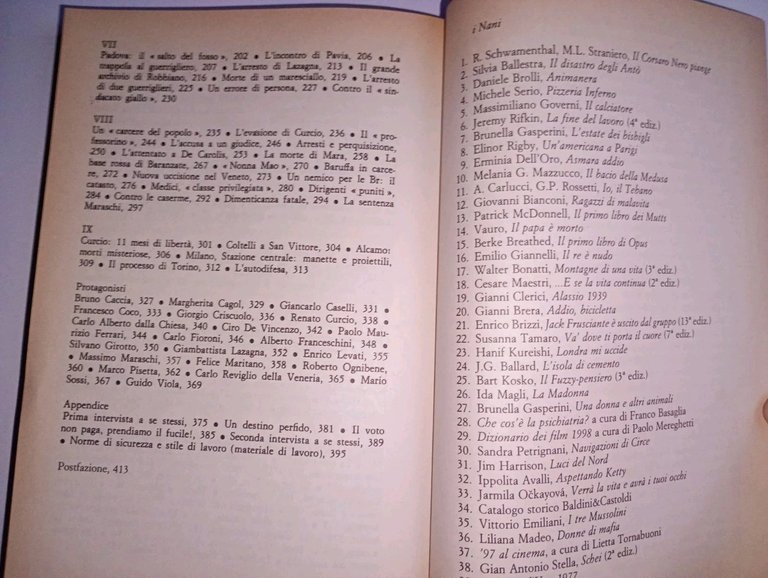 VII
Padova: il « salto del fosso », 202 • L'incontro di Pavia, 206 • La
trappola al guerrigliero, 207 • L'arresto di Lazagna, 213 • Il grande
archivio di Robbiano, 216 • Morte di un maresciallo, 219 • L'arresto
di due guerriglieri, 225 • Un errore di persona, 227 • Contro il « sin-
dacato giallo », 230
VIII
Un « carcere del popolo », 235 • L'evasione di Curcio, 236 • Il « pro-
fessorino », 244 • L'accusa a un giudice, 246 • Arresti e perquisizione,
250 • L'attentato a De Carolis, 253 • La morte di Mara, 258 • La
base rossa di Baranzate, 267 • « Nonna Mao », 270 • Baruffa in carce-
re, 272 • Nuova uccisione nel Veneto, 273 • Un nemico per le Br: il
catasto, 276 • Medici, « classe privilegiata », 280 • Dirigenti « puniti »,
284 • Contro le caserme, 292 • Dimenticanza fatale, 294 • La sentenza
Maraschi, 297
IX
Curcio: 11 mesi di libertà, 301 • Coltelli a San Vittore, 304 • Alcamo:
morti misteriose, 306 • Milano, Stazione centrale: manette e proiettili,
309 • Il processo di Torino, 312 • L'autodifesa, 313
Protagonisti
Bruno Caccia, 327 • Margherita Cagol, 329 • Giancarlo Caselli, 331 •
Francesco Coco, 333 • Giorgio Criscuolo, 336 • Renato Curcio, 338 •
Carlo Alberto dalla Chiesa, 340 • Ciro De Vincenzo, 342 • Paolo Mau-
rizio Ferrari, 344 • Carlo Fioroni, 346 • Alberto Franceschini, 348 •
Silvano Girotto, 350 • Giambattista Lazagna, 352 • Enrico Levati, 355
• Massimo Maraschi, 357 • Felice Maritano, 358 • Roberto Ognibene,
360 • Marco Pisetta, 362 • Carlo Reviglio della Veneria, 365 • Mario
Sossi, 367 • Guido Viola, 369
Appendice
Prima intervista a se stessi, 375 • Un destino perfido, 381 • Il voto
non paga, prendiamo il fucile!, 385 • Seconda intervista a se stessi, 389
• Norme di sicurezza e stile di lavoro (materiale di lavoro), 395
Postfazione, 413
i Nani
1. R. Schwamenthal, M.L. Straniero, Il Corsaro Nero piange
2. Silvia Ballestra, Il disastro degli Antò
3. Daniele Brolli, Animanera
4. Michele Serio, Pizzeria Inferno
5. Massimiliano Governi, Il calciatore
6. Jeremy Rifkin, La fine del lavoro (4ª ediz.)
7. Brunella Gasperini, L'estate dei bisbigli
8. Elinor Rigby, Un'americana a Parigi
9. Erminia Dell'Oro, Asmara addio
10. Melania G. Mazzucco, Il bacio della Medusa
11. A. Carlucci, G.P. Rossetti, Io, il Tebano
12. Giovanni Bianconi, Ragazzi di malavita
13. Patrick McDonnell, Il primo libro dei Mutts
14. Vauro, Il papa è morto
15. Berke Breathed, Il primo libro di Opus
16. Emilio Giannelli, Il re è nudo
17. Walter Bonatti, Montagne di una vita (3ª ediz.)
18. Cesare Maestri, ...E se la vita continua (2ª ediz.)
19. Gianni Clerici, Alassio 1939
20. Gianni Brera, Addio, bicicletta
21. Enrico Brizzi, Jack Frusciante è uscito dal gruppo (13ª ediz.)
22. Susanna Tamaro, Va' dove ti porta il cuore (7ª ediz.)
23. Hanif Kureishi, Londra mi uccide
24. J.G. Ballard, L'isola di cemento
25. Bart Kosko, Il Fuzzy-pensiero (3ª ediz.)
26. Ida Magli, La Madonna
27. Brunella Gasperini, Una donna e altri animali
28. Che cos'è la psichiatria? a cura di Franco Basaglia
29. Dizionario dei film 1998 a cura di Paolo Mereghetti
30. Sandra Petrignani, Navigazioni di Circe
31. Jim Harrison, Luci del Nord
32. Ippolita Avalli, Aspettando Ketty
33. Jarmila Očkayová, Verrà la vita e avrà i tuoi occhi
34. Catalogo storico Baldini&Castoldi
35. Vittorio Emiliani, I tre Mussolini
36. Liliana Madeo, Donne di mafia
37. '97 al cinema, a cura di Lietta Tornabuoni
38. Gian Antonio Stella, Schei (2ª ediz.)